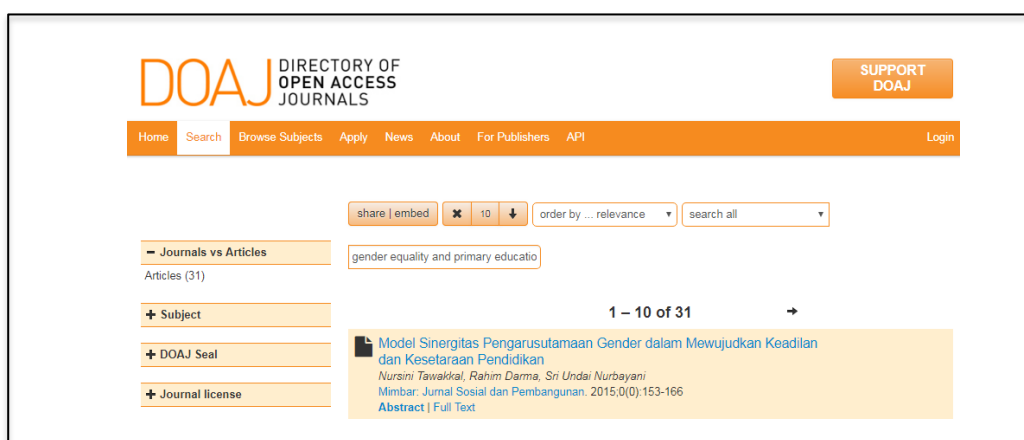 DOAJ DIRECTORY OF
OPEN ACCESS
JOURNALS
SUPPORT
DOAJ
Home Search Browse Subjects Apply News About For Publishers API Login
share | embed 10 order by ... relevance search all
Journals vs Articles
Articles (31)
gender equality and primary educatio
Subject
1 – 10 of 31
DOAJ Seal
Journal license
Model Sinergitas Pengarusutamaan Gender dalam Mewujudkan Keadilan
dan Kesetaraan Pendidikan
Nursini Tawakkal, Rahim Darma, Sri Undai Nurbayani
Mimbar: Jurnal Sosial dan Pembangunan. 2015;0(0):153-166
Abstract | Full Text